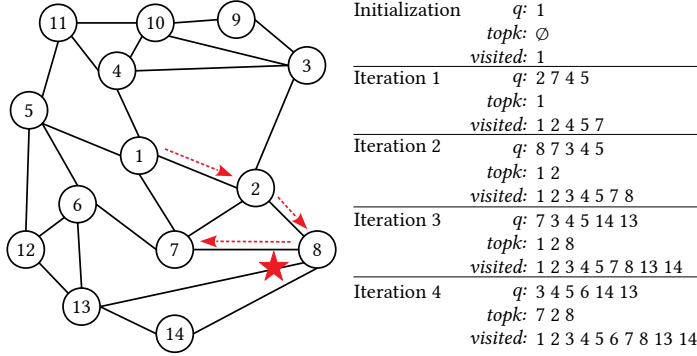 11
10
9
4
3
5
1
2
6
12
7
8
13
14
Initialization q: 1
topk: ∅
visited: 1
Iteration 1 q: 2 7 4 5
topk: 1
visited: 1 2 4 5 7
Iteration 2 q: 8 7 3 4 5
topk: 1 2
visited: 1 2 3 4 5 7 8
Iteration 3 q: 7 3 4 5 14 13
topk: 1 2 8
visited: 1 2 3 4 5 7 8 13 14
Iteration 4 q: 3 4 5 6 14 13
topk: 7 2 8
visited: 1 2 3 4 5 6 7 8 13 14